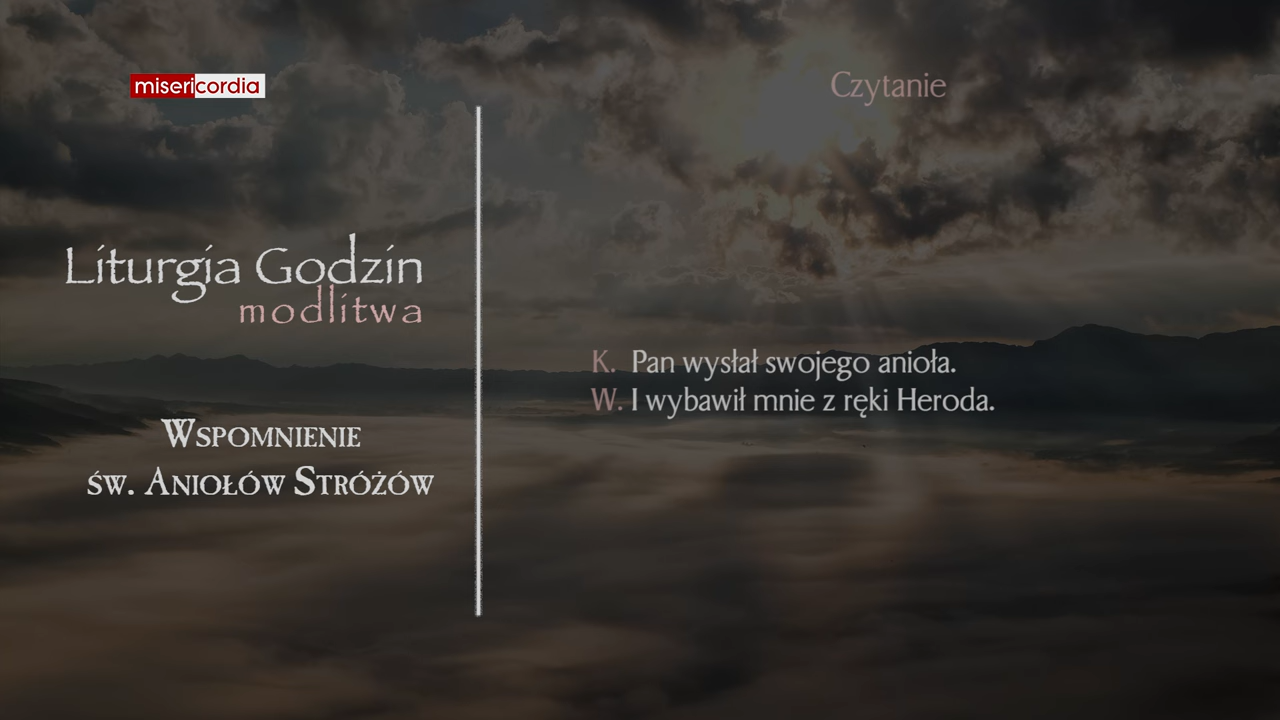 misericordia
Liturgia Godzin
modlitwa
Wspomnienie
św. Aniołów Stróżów
Czytanie
K. Pan wysłał swojego anioła.
W. I wybawił mnie z ręki Heroda.